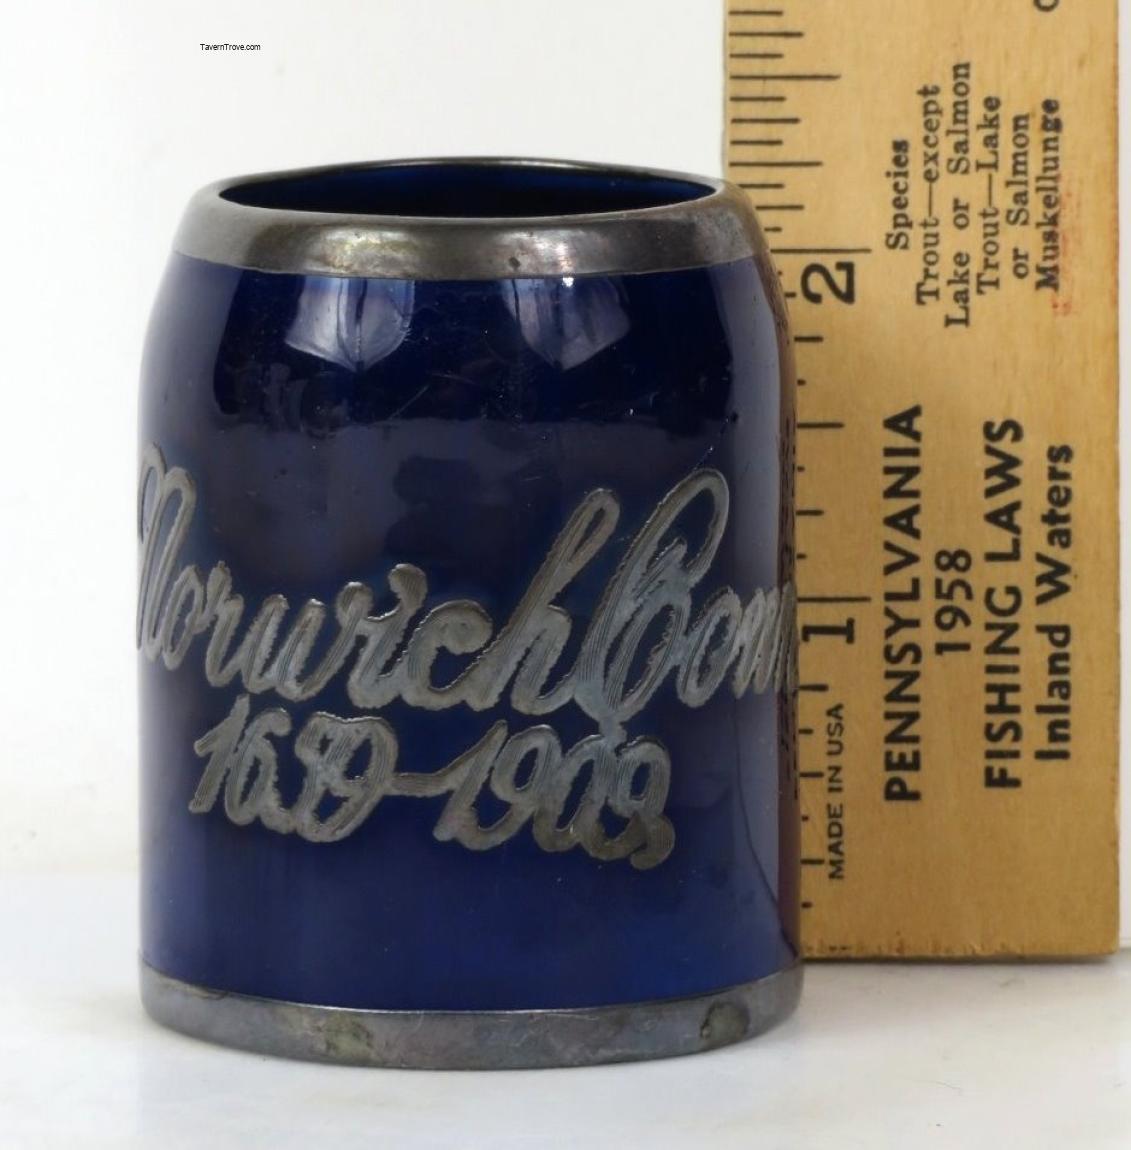 TavernTrove.com
Norwich Conn
1659-1909
2
1
MADE IN USA
PENNSYLVANIA
1958
FISHING LAWS
Inland Waters
Species
Trout—except
Lake or Salmon
Trout—Lake
or Salmon
Muskellunge